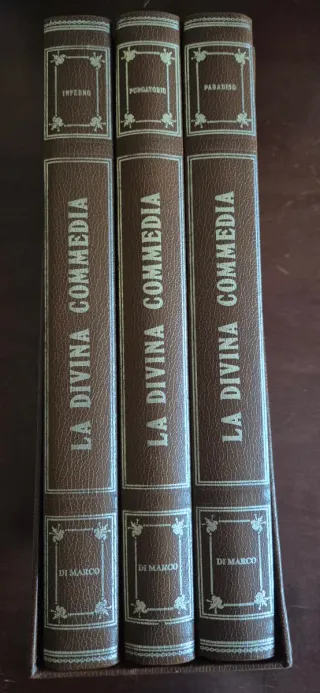 INFERNO
LA DIVINA COMMEDIA
DI MARCO
PURGATORIO
LA DIVINA COMMEDIA
DI MARCO
PARADISO
LA DIVINA COMMEDIA
DI MARCO